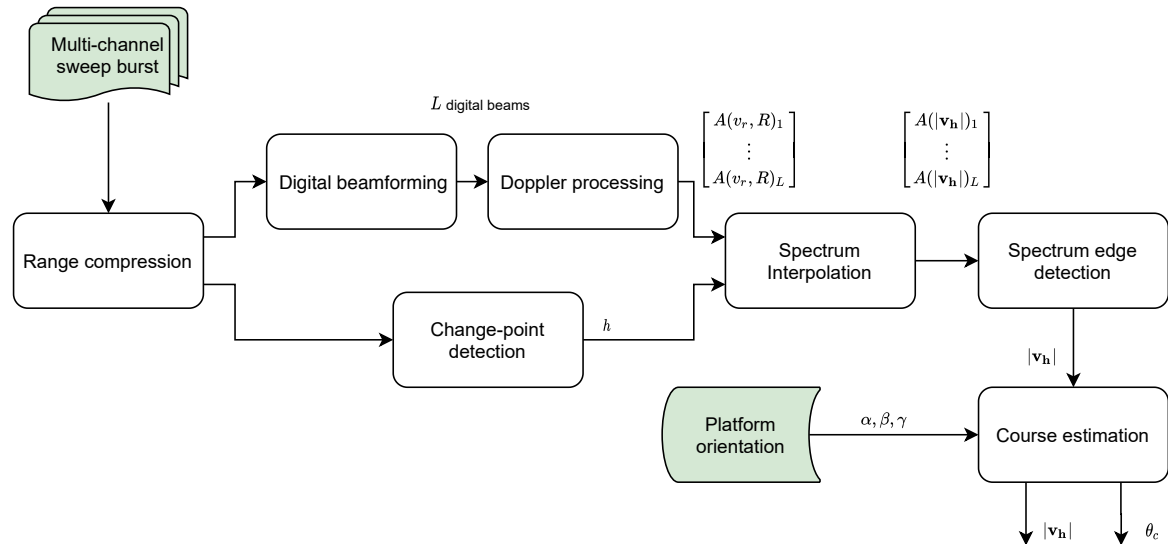 Multi-channel
sweep burst
L digital beams
[A(v_r, R)_1
⋮
A(v_r, R)_L]
[A(|v_h|)_1
⋮
A(|v_h|)_L]
Digital beamforming
Doppler processing
Range compression
Spectrum
Interpolation
Spectrum edge
detection
Change-point
detection
h
|v_h|
Platform
orientation
α, β, γ
Course estimation
|v_h|
θ_c